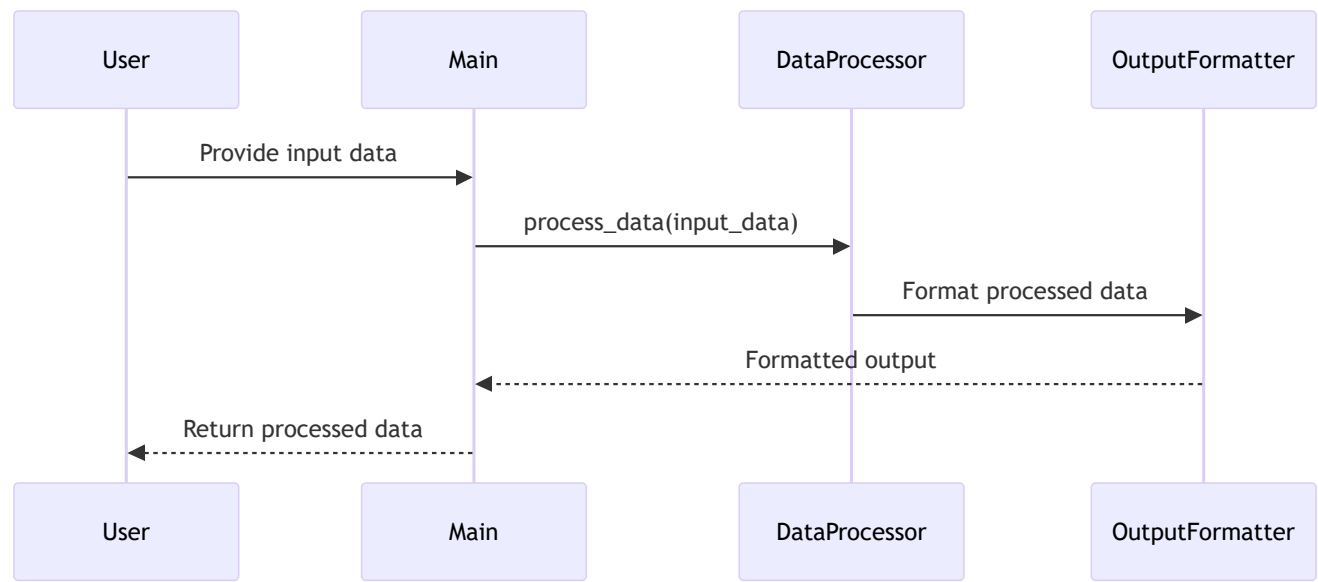 User
Main
DataProcessor
OutputFormatter
Provide input data
process_data(input_data)
Format processed data
Formatted output
Return processed data
User
Main
DataProcessor
OutputFormatter